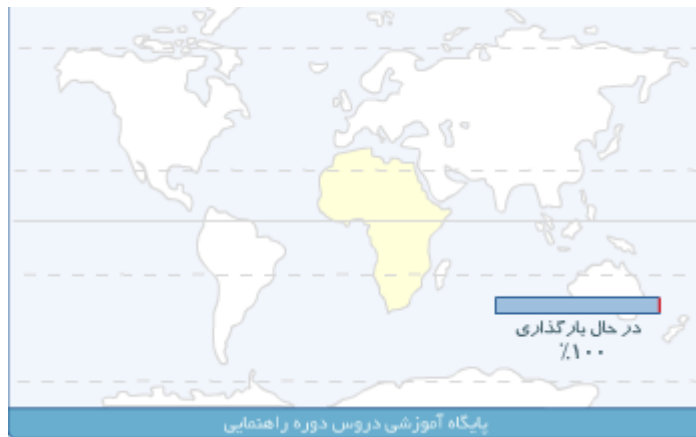 در حال بارگذاری
٪۱۰۰
پایگاه آموزشی دروس دوره راهنمایی